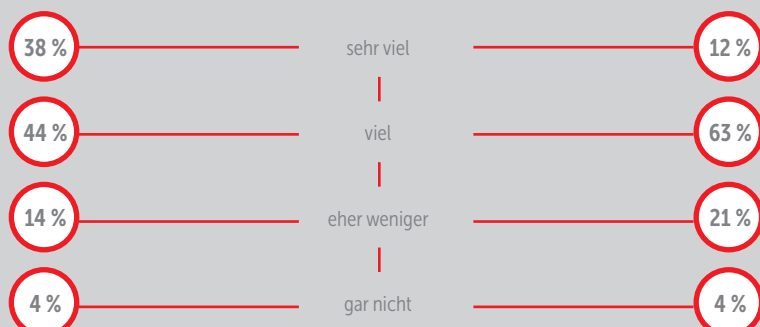 38 % sehr viel 12 %
44 % viel 63 %
14 % eher weniger 21 %
4 % gar nicht 4 %